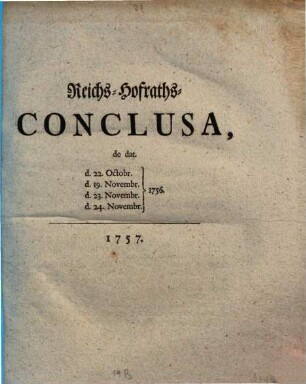 Reichs-Hofraths-
CONCLUSA,
de dat.
d. 22. Octobr.
d. 19. Novembr.
d. 23. Novembr.
d. 24. Novembr.
1756.
1757.